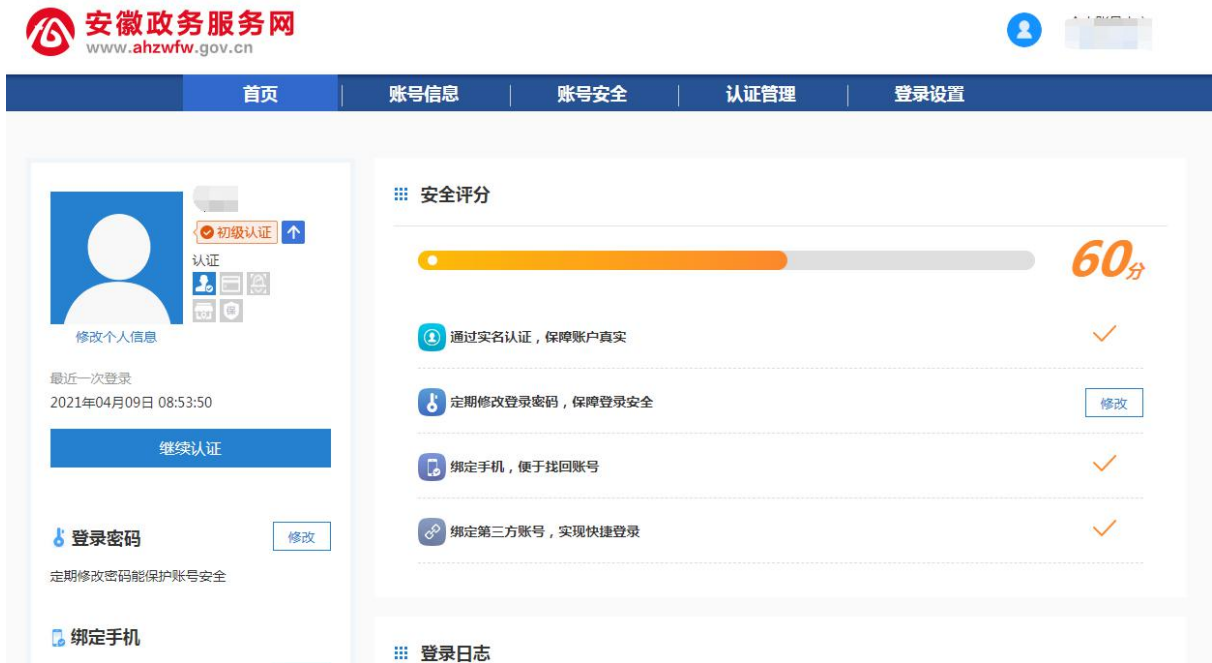 安徽政务服务网
www.ahzwfw.gov.cn
首页 账号信息 账号安全 认证管理 登录设置
初级认证
认证
修改个人信息
最近一次登录
2021年04月09日 08:53:50
继续认证
登录密码 修改
定期修改密码能保护账号安全
绑定手机
安全评分
60分
通过实名认证，保障账户真实
定期修改登录密码，保障登录安全 修改
绑定手机，便于找回账号
绑定第三方账号，实现快捷登录
登录日志